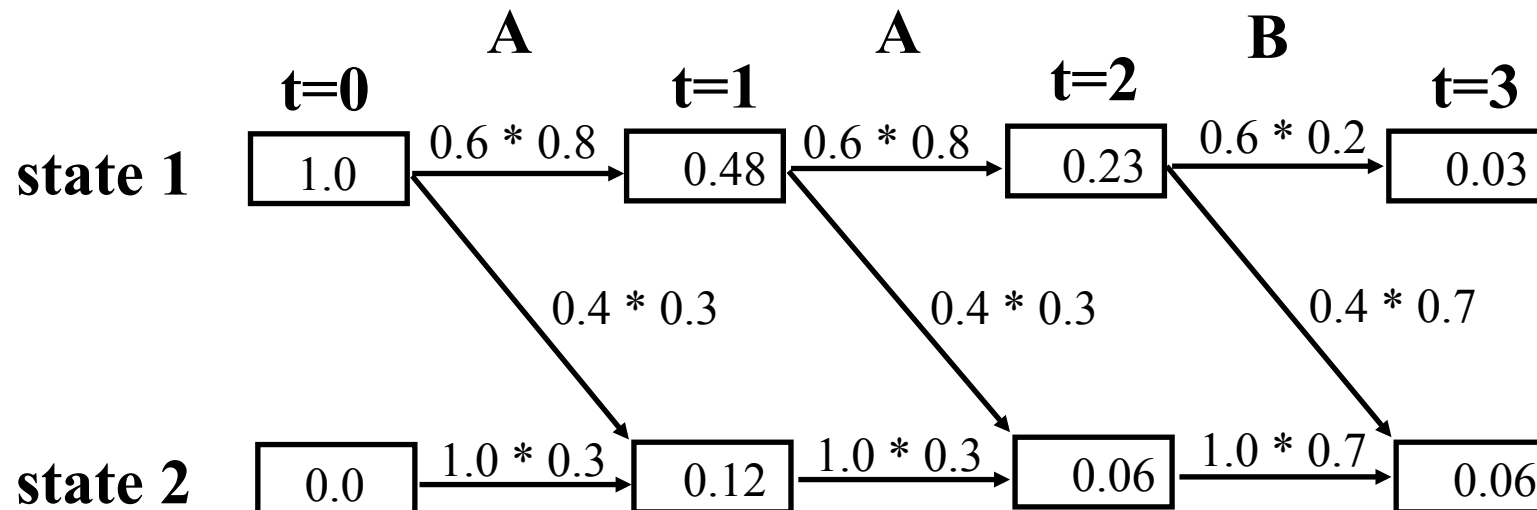 A A B
t=0 t=1 t=2 t=3
0.6 * 0.8 0.6 * 0.8 0.6 * 0.2
state 1 1.0 0.48 0.23 0.03
0.4 * 0.3 0.4 * 0.3 0.4 * 0.7
1.0 * 0.3 1.0 * 0.3 1.0 * 0.7
state 2 0.0 0.12 0.06 0.06